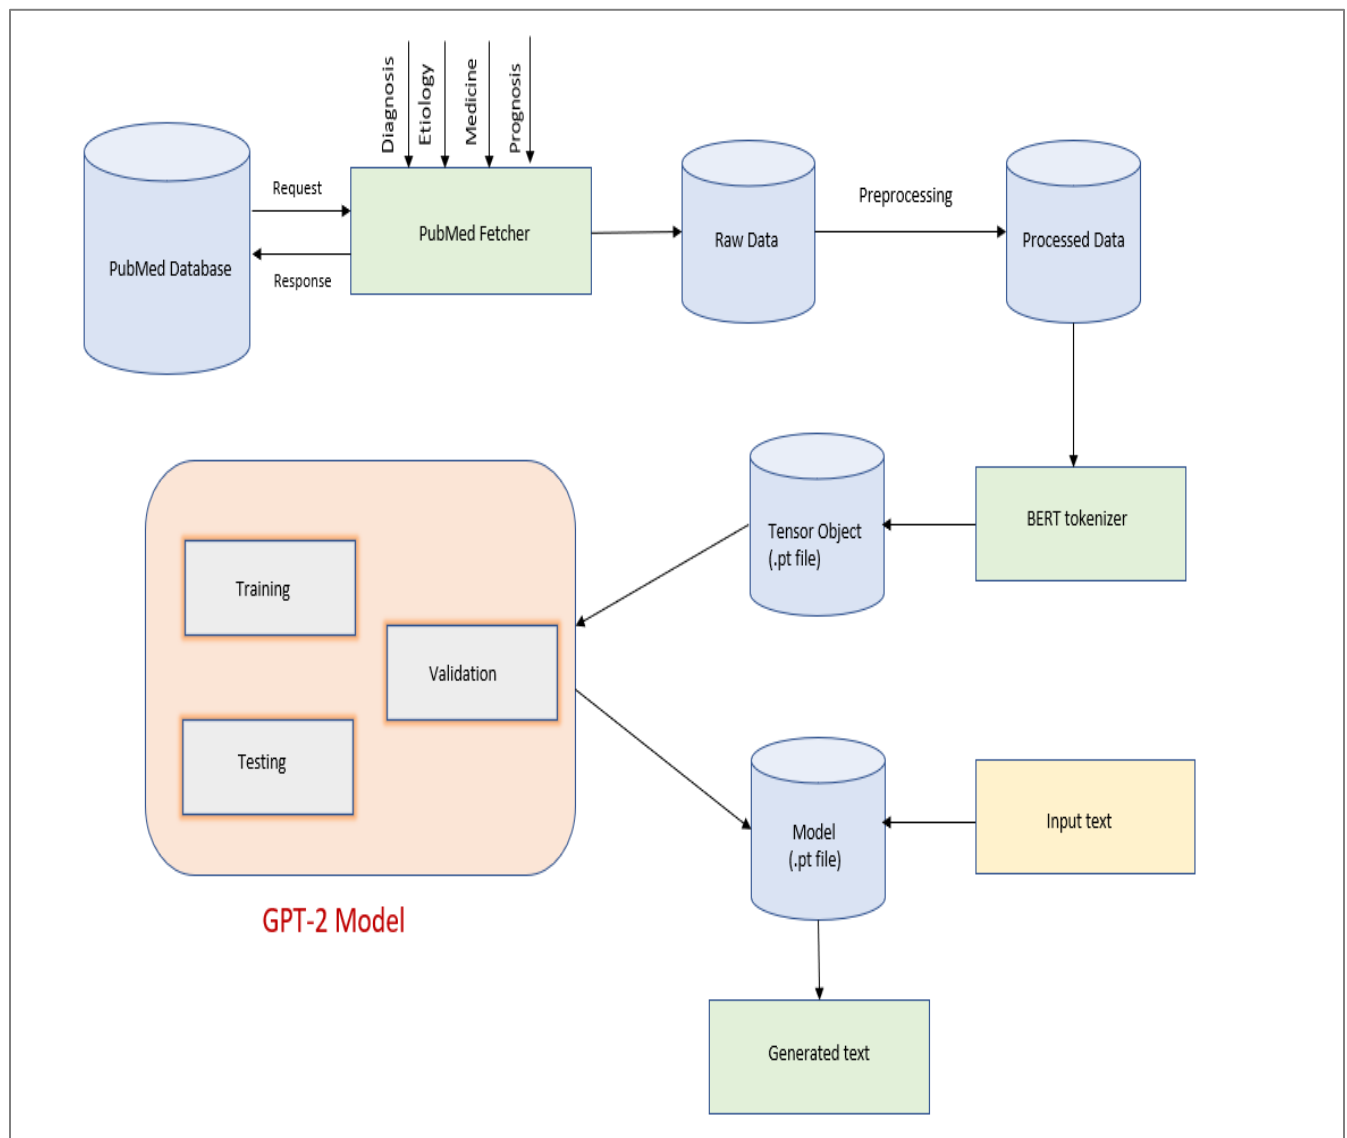 Diagnosis
Etiology
Medicine
Prognosis
PubMed Database
Request
Response
PubMed Fetcher
Raw Data
Preprocessing
Processed Data
BERT tokenizer
Tensor Object
(.pt file)
Training
Validation
Testing
GPT-2 Model
Model
(.pt file)
Input text
Generated text